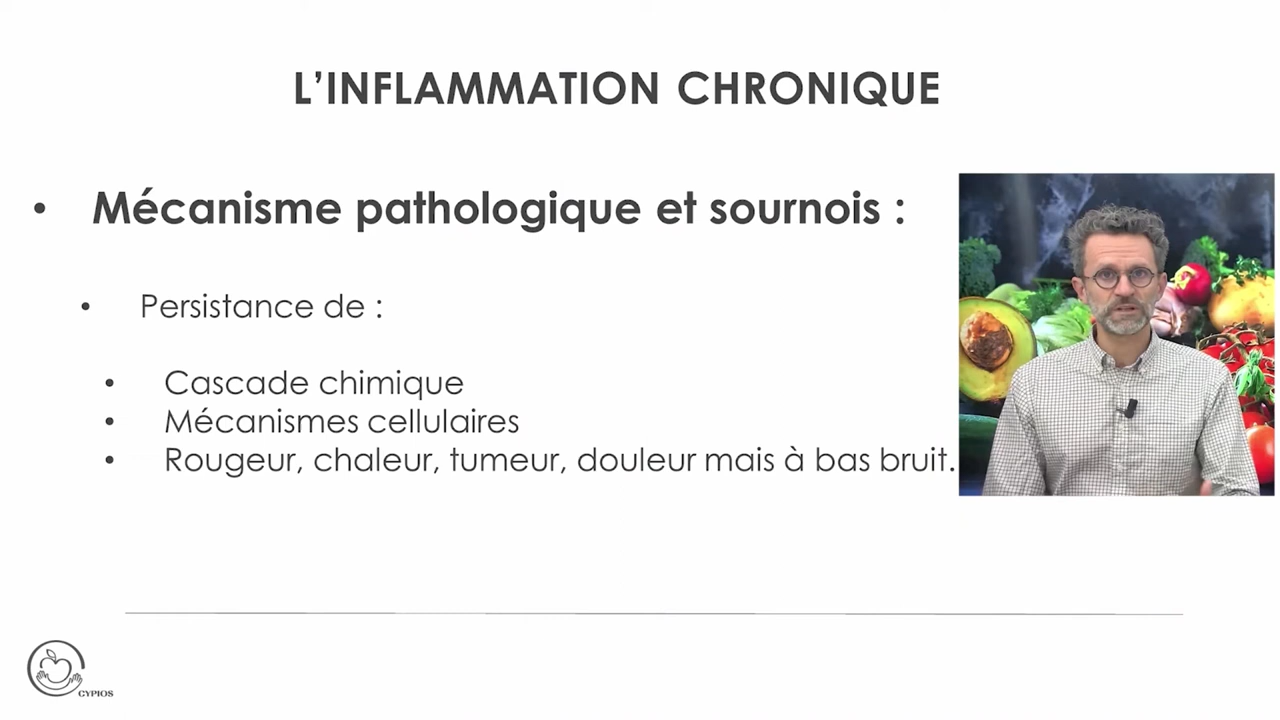 L’INFLAMMATION CHRONIQUE
• Mécanisme pathologique et sournois :
• Persistance de :
• Cascade chimique
• Mécanismes cellulaires
• Rougeur, chaleur, tumeur, douleur mais à bas bruit.
CYPIOS